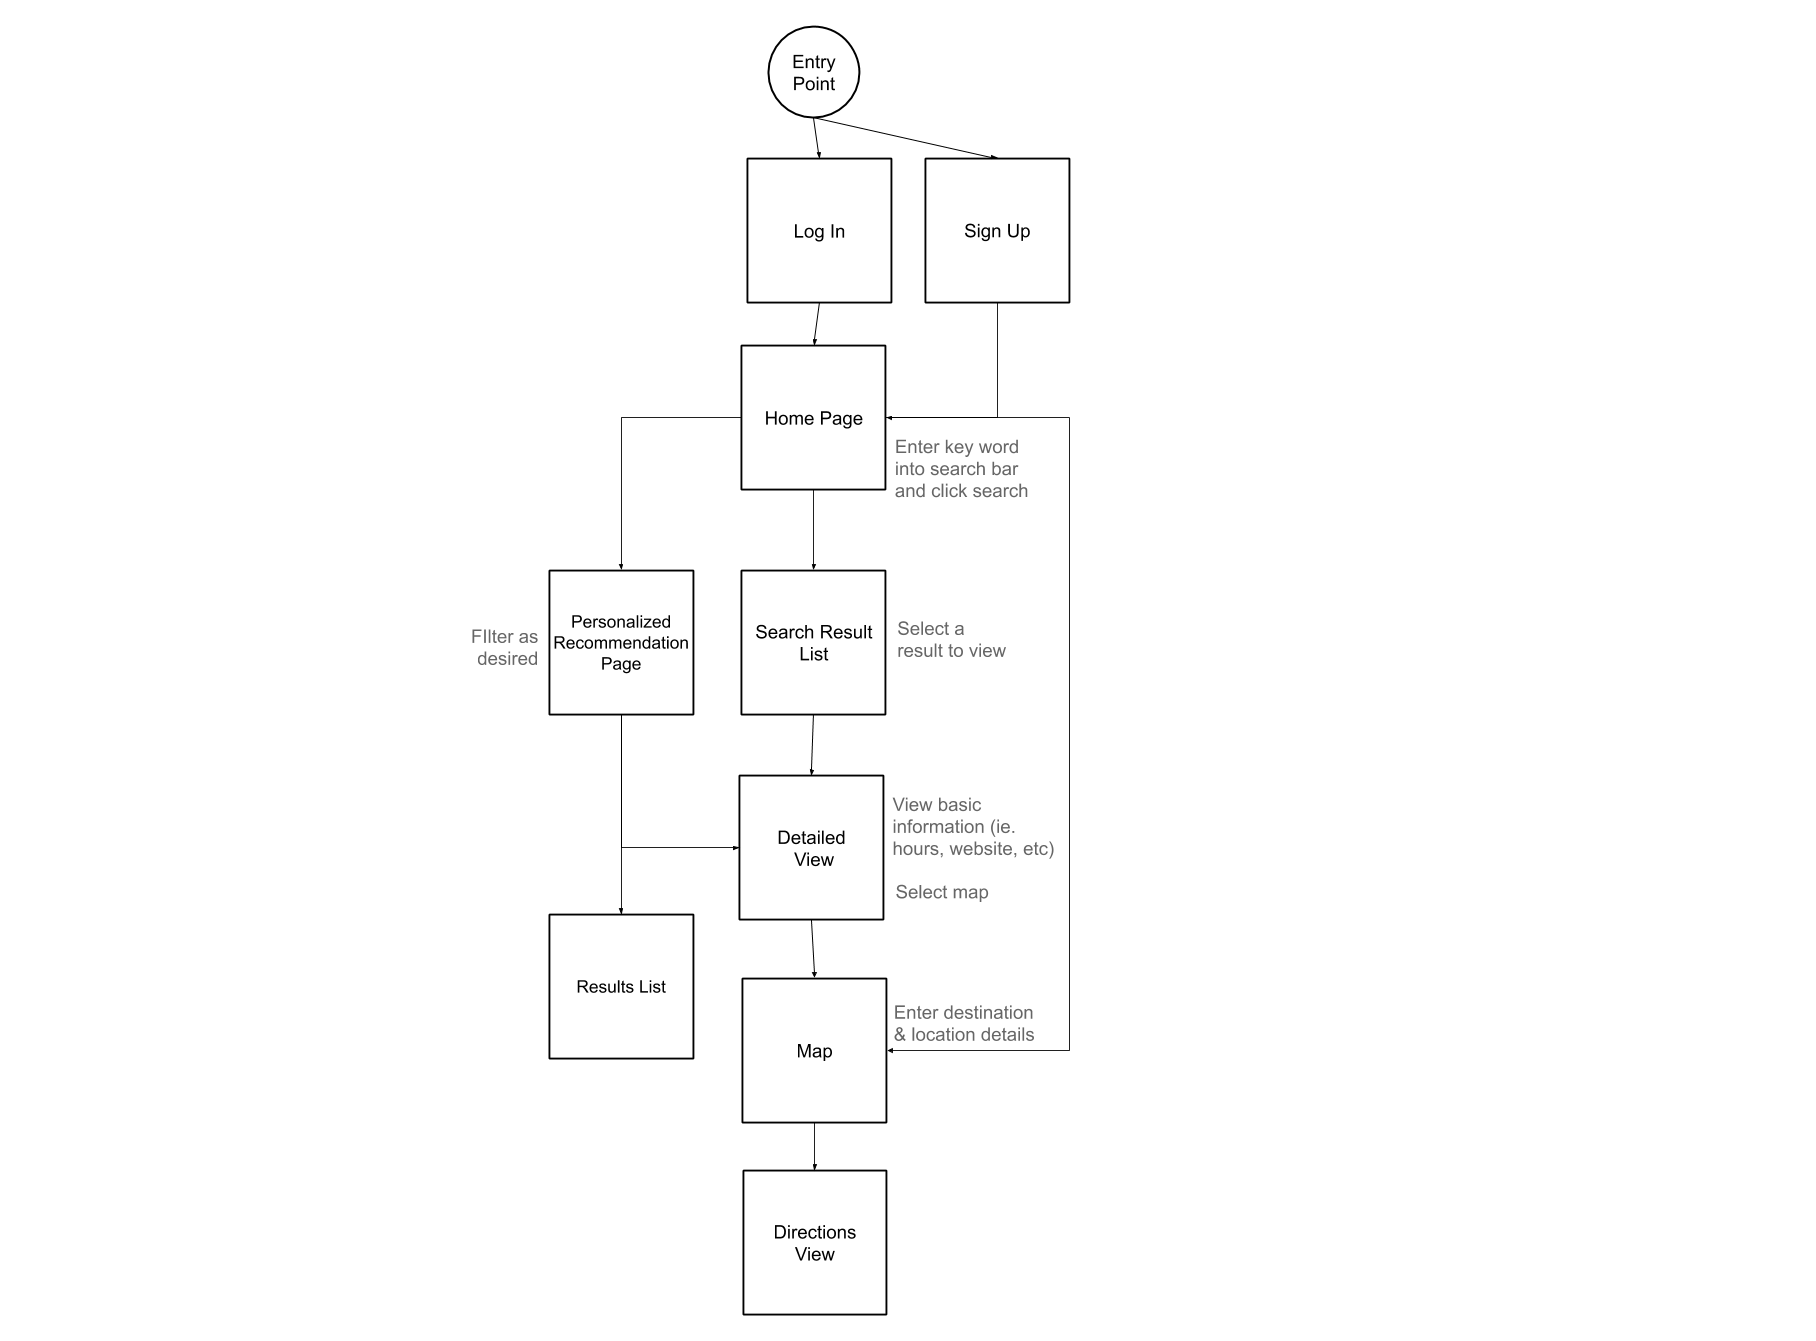 Entry
Point
Log In
Sign Up
Home Page
Enter key word
into search bar
and click search
FIlter as
desired
Personalized
Recommendation
Page
Search Result
List
Select a
result to view
Detailed
View
View basic
information (ie.
hours, website, etc)
Select map
Results List
Map
Enter destination
& location details
Directions
View